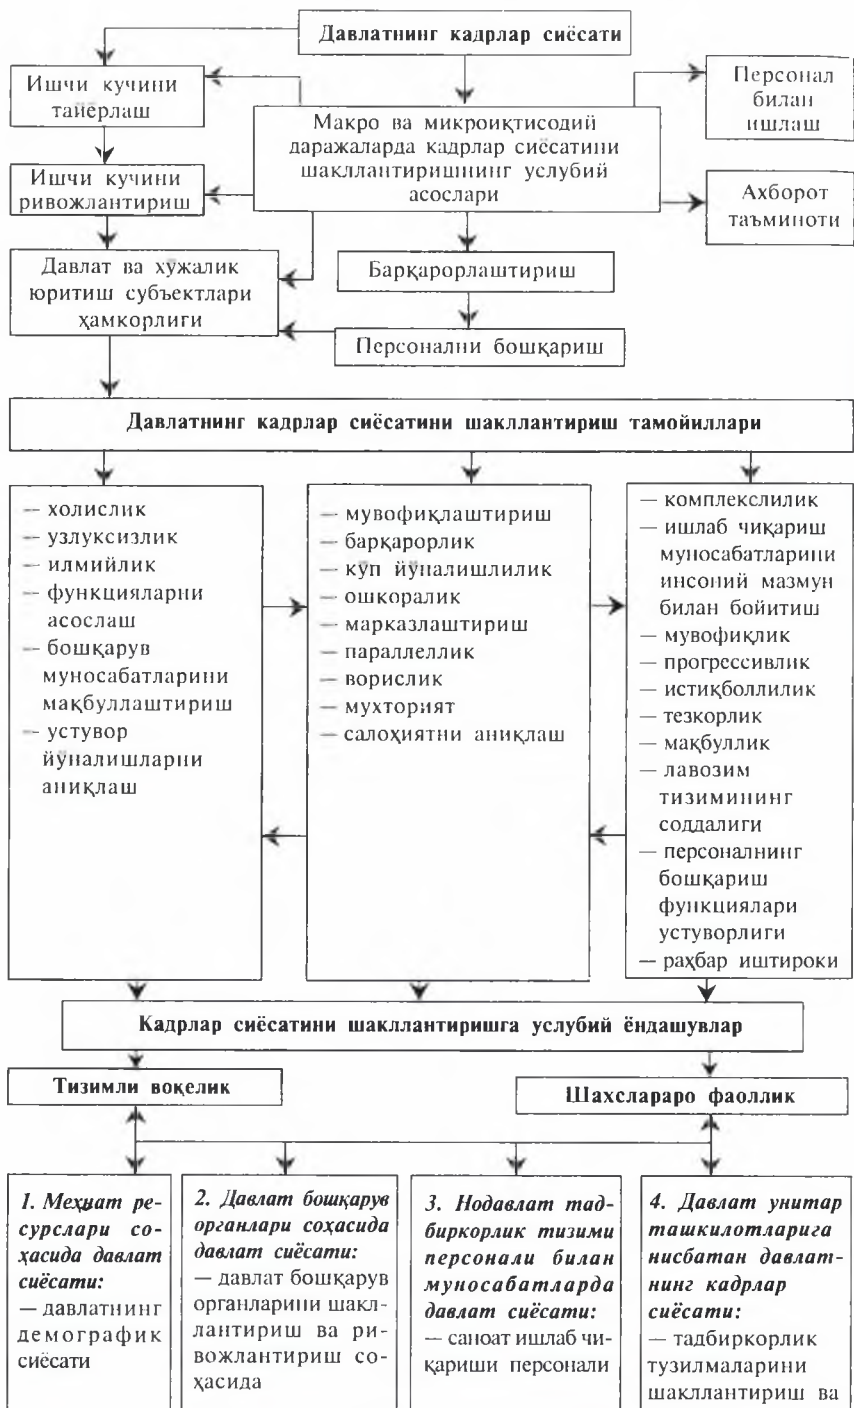 Давлатнинг кадрлар сиёсати
Ишчи кучини
тайёрлаш
Персонал
билан
ишлаш
Макро ва микроиқтисодий
даражаларда кадрлар сиёсатини
шакллантиришнинг услубий
асослари
Ишчи кучини
ривожлантириш
Ахборот
таъминоти
Давлат ва хўжалик
юритиш субъектлари
ҳамкорлиги
Барқарорлаштириш
Персонални бошқариш
Давлатнинг кадрлар сиёсатини шакллантириш тамойиллари
— холислик
— узлуксизлик
— илмийлик
— функцияларни
асослаш
— бошқарув
муносабатларини
мақбуллаштириш
— устувор
йўналишларни
аниқлаш
— мувофиқлаштириш
— барқарорлик
— кўп йўналишлилик
— ошкоралик
— марказлаштириш
— параллеллик
— ворислик
— мухторият
— салоҳиятни аниқлаш
— комплекслилик
— ишлаб чиқариш
муносабатларини
инсоний мазмун
билан бойитиш
— мувофиқлик
— прогрессивлик
— истиқболлилик
— тезкорлик
— мақбуллик
— лавозим
тизимининг
соддалиги
— персоналнинг
бошқариш
функциялари
устуворлиги
— раҳбар иштироки
Кадрлар сиёсатини шакллантиришга услубий ёндашувлар
Тизимли воқелик
Шахслараро фаоллик
1. Меҳнат ре-
сурслари со-
ҳасида давлат
сиёсати:
— давлатнинг
демографик
сиёсати
2. Давлат бошқарув
органлари соҳасида
давлат сиёсати:
— давлат бошқарув
органларини шакл-
лантириш ва ри-
вожлантириш со-
ҳасида
3. Нодавлат тад-
биркорлик тизими
персонали билан
муносабатларда
давлат сиёсати:
— саноат ишлаб чи-
қариши персонали
4. Давлат унитар
ташкилотларига
нисбатан давлат-
нинг кадрлар
сиёсати:
— тадбиркорлик
тузилмаларини
шакллантириш ва